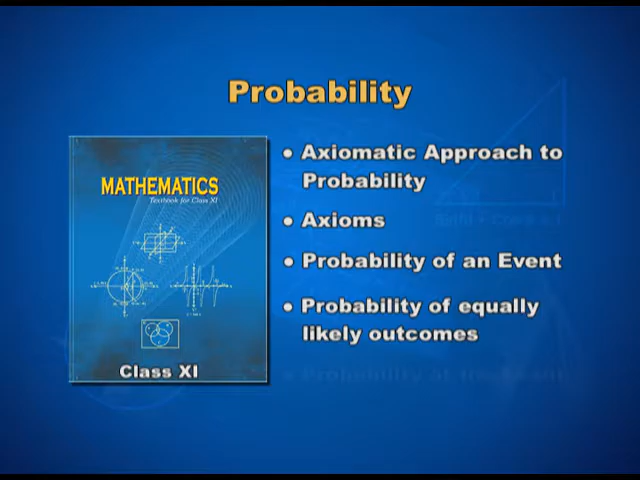 Probability
MATHEMATICS
Textbook for Class XI
Class XI
• Axiomatic Approach to
Probability
• Axioms
• Probability of an Event
• Probability of equally
likely outcomes
• Probability